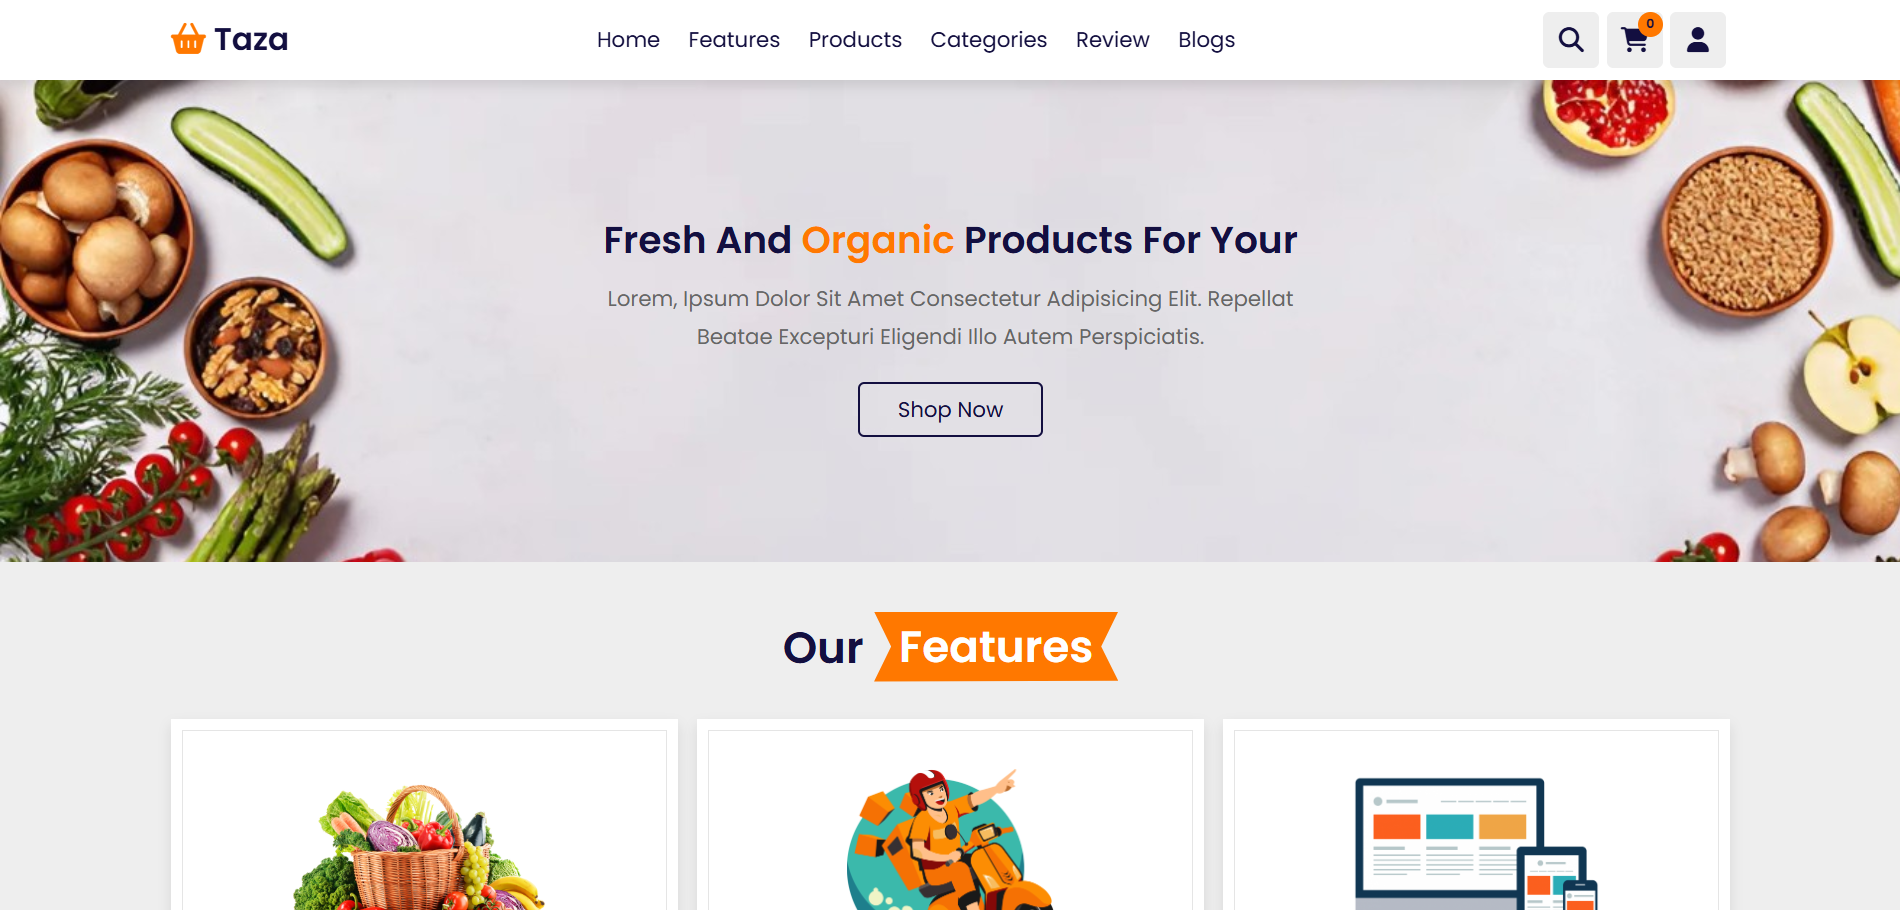 Taza
Home Features Products Categories Review Blogs
0
Fresh And Organic Products For Your
Lorem, Ipsum Dolor Sit Amet Consectetur Adipisicing Elit. Repellat
Beatae Excepturi Eligendi Illo Autem Perspiciatis.
Shop Now
Our Features